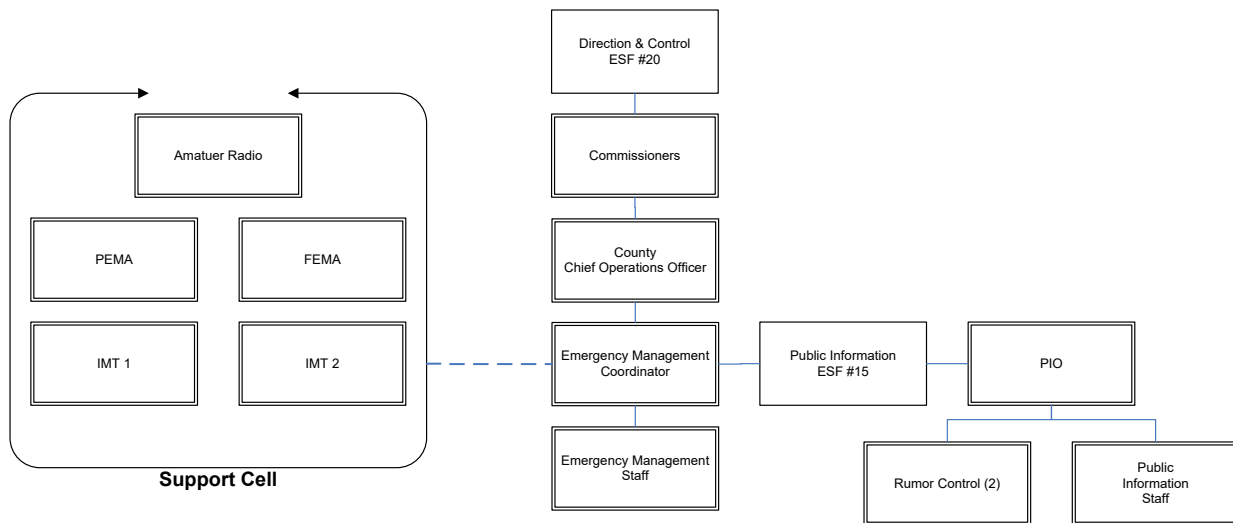 Direction & Control
ESF #20
Amatuer Radio
Commissioners
PEMA
FEMA
County
Chief Operations Officer
IMT 1
IMT 2
Emergency Management
Coordinator
Public Information
ESF #15
PIO
Support Cell
Emergency Management
Staff
Rumor Control (2)
Public
Information
Staff